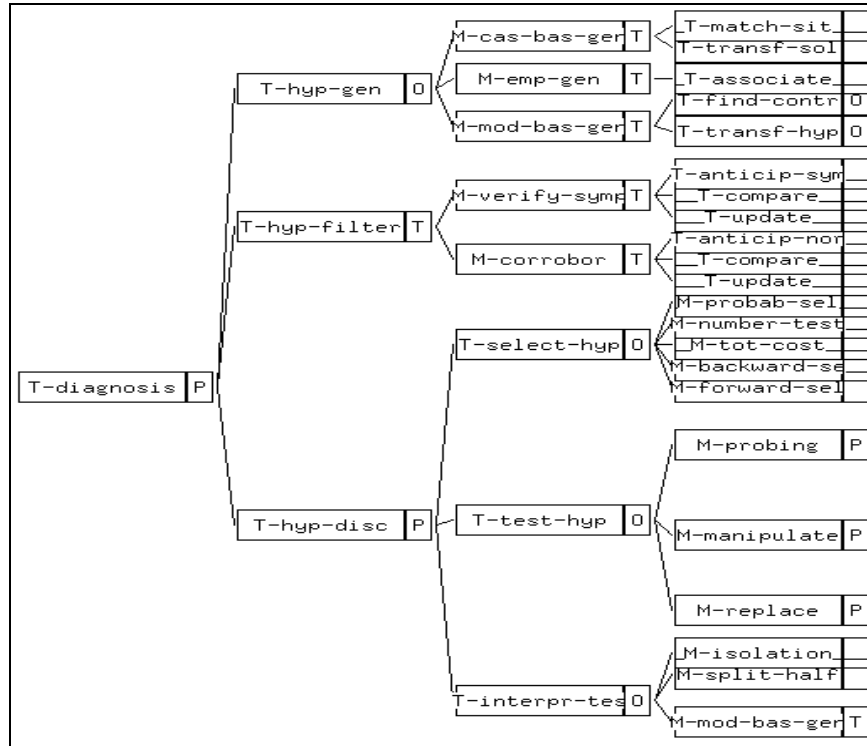 T-match-sit
M-cas-bas-ger T
T-transf-sol
T-hyp-gen O
M-emp-gen T
T-associate
T-find-contr O
M-mod-bas-ger T
T-transf-hyp O
T-anticip-sym
M-verify-symp T
T-compare
T-update
T-hyp-filter T
T-anticip-nor
M-corrobor T
T-compare
T-update
M-probab-sel
M-number-test
T-select-hyp O
M-tot-cost
M-backward-se
M-forward-sel
T-diagnosis P
M-probing P
T-hyp-disc P
T-test-hyp O
M-manipulate P
M-replace P
M-isolation
M-split-half
T-interpr-tes O
M-mod-bas-ger T